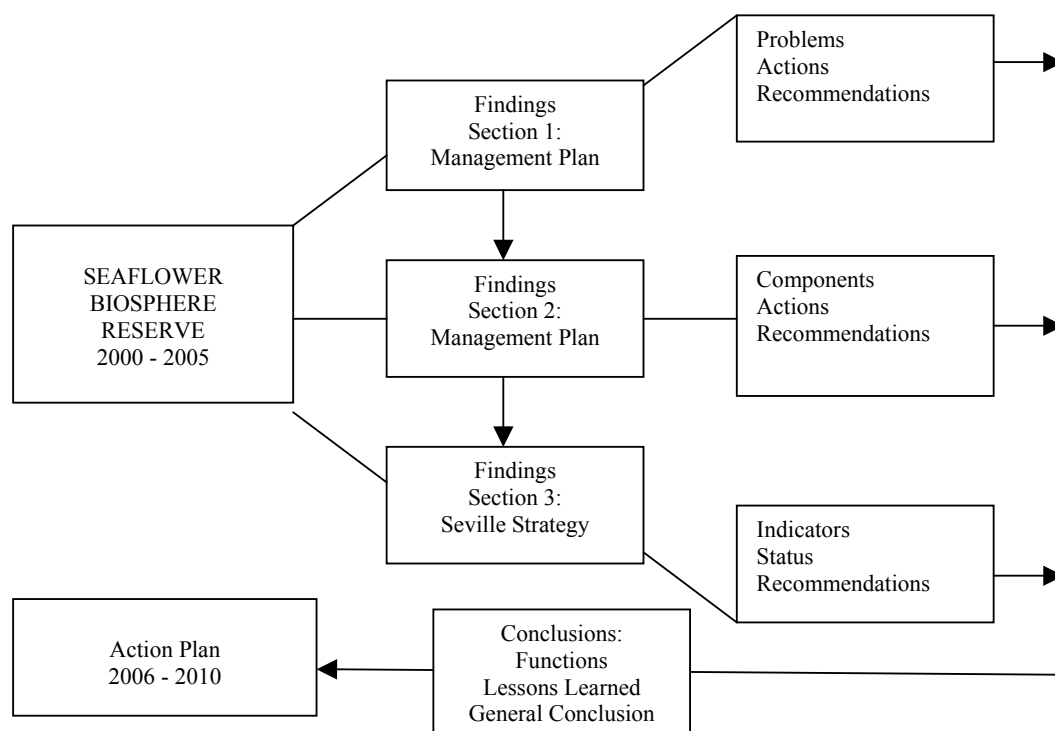 Problems
Actions
Recommendations
Findings
Section 1:
Management Plan
SEAFLOWER
BIOSPHERE
RESERVE
2000 - 2005
Findings
Section 2:
Management Plan
Components
Actions
Recommendations
Findings
Section 3:
Seville Strategy
Indicators
Status
Recommendations
Action Plan
2006 - 2010
Conclusions:
Functions
Lessons Learned
General Conclusion